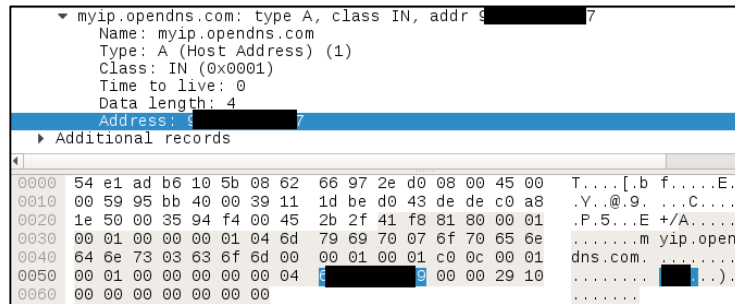 ▼ myip.opendns.com: type A, class IN, addr 9 7
Name: myip.opendns.com
Type: A (Host Address) (1)
Class: IN (0x0001)
Time to live: 0
Data length: 4
Address: 9 7
▶ Additional records
0000 54 e1 ad b6 10 5b 08 62 66 97 2e d0 08 00 45 00 T....[.b f.....E.
0010 00 59 95 bb 40 00 39 11 1d be d0 43 de de c0 a8 .Y..@.9. ...C....
0020 1e 50 00 35 94 f4 00 45 2b 2f 41 f8 81 80 00 01 .P.5...E +/A.....
0030 00 01 00 00 00 01 04 6d 79 69 70 07 6f 70 65 6e .......m yip.open
0040 64 6e 73 03 63 6f 6d 00 00 01 00 01 c0 0c 00 01 dns.com. ........
0050 00 01 00 00 00 00 00 04 6 9 00 00 29 10 ........ ...).
0060 00 00 00 00 00 00 00 .......